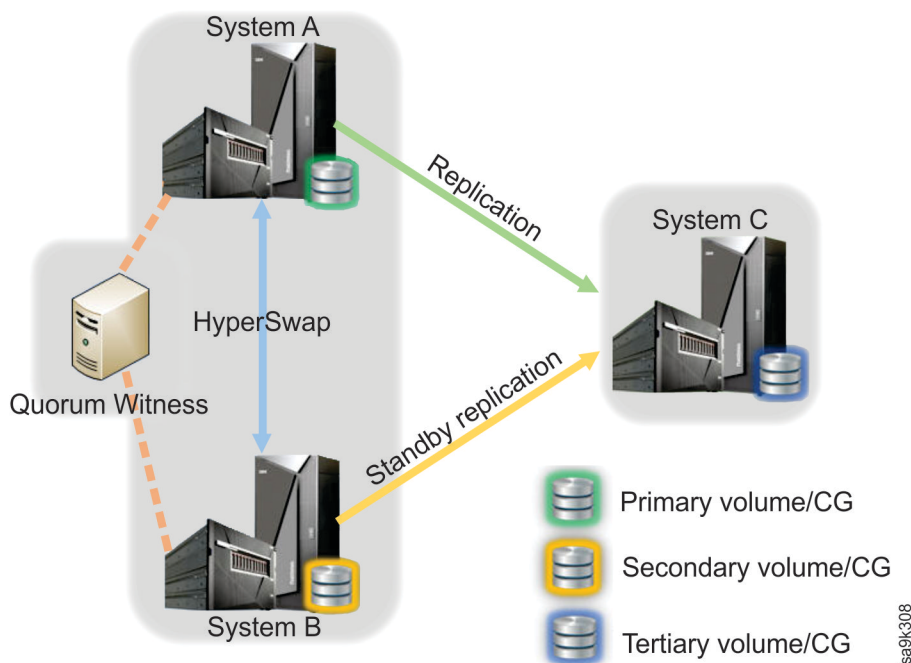 System A
Replication
System C
HyperSwap
Quorum Witness
Standby replication
System B
Primary volume/CG
Secondary volume/CG
Tertiary volume/CG
sa9k308